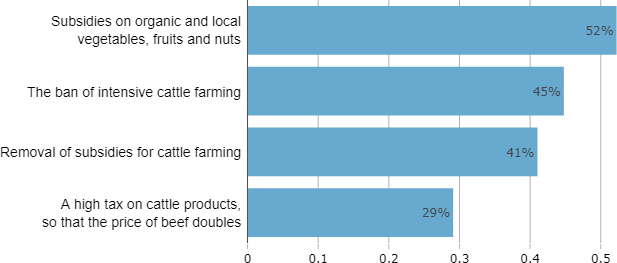 Subsidies on organic and local
vegetables, fruits and nuts
52%
The ban of intensive cattle farming
45%
Removal of subsidies for cattle farming
41%
A high tax on cattle products,
so that the price of beef doubles
29%
0 0.1 0.2 0.3 0.4 0.5